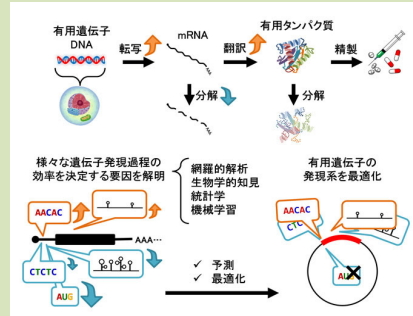 有用遺伝子
DNA
転写
mRNA
翻訳
有用タンパク質
精製
AAA
分解
分解
AAA
様々な遺伝子発現過程の
効率を決定する要因を解明
網羅的解析
生物学的知見
統計学
機械学習
有用遺伝子の
発現系を最適化
AACAC
AAA…
CTCTC
AUG
✓ 予測
✓ 最適化
AACAC
CTC
AUG